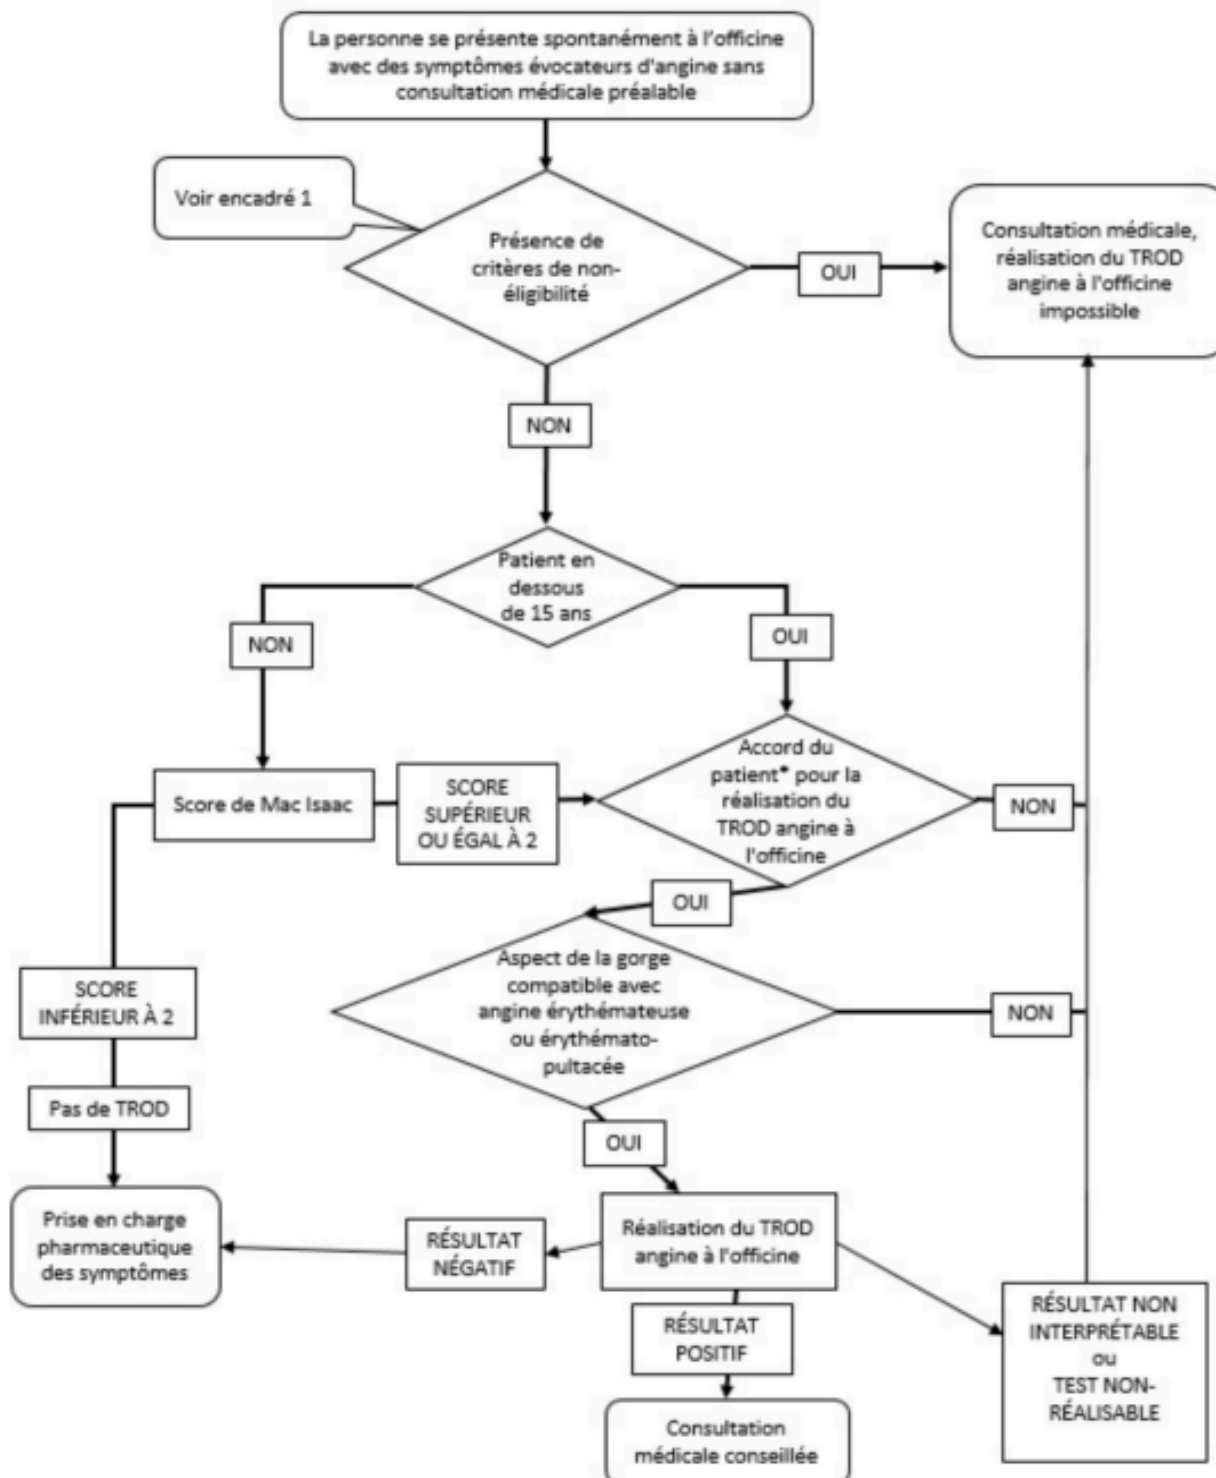 La personne se présente spontanément à l'officine
avec des symptômes évocateurs d'angine sans
consultation médicale préalable
Voir encadré 1
Présence de
critères de non-
éligibilité
OUI
Consultation médicale,
réalisation du TROD
angine à l'officine
impossible
NON
Patient en
dessous
de 15 ans
NON
OUI
Score de Mac Isaac
SCORE
SUPÉRIEUR
OU ÉGAL À 2
Accord du
patient* pour la
réalisation du
TROD angine à
l'officine
NON
OUI
Aspect de la gorge
compatible avec
angine érythémateuse
ou érythémato-
pultacée
NON
SCORE
INFÉRIEUR À 2
Pas de TROD
OUI
Prise en charge
pharmaceutique
des symptômes
RÉSULTAT
NÉGATIF
Réalisation du TROD
angine à l'officine
RÉSULTAT
POSITIF
RÉSULTAT NON
INTERPRÉTABLE
ou
TEST NON-
RÉALISABLE
Consultation
médicale conseillée